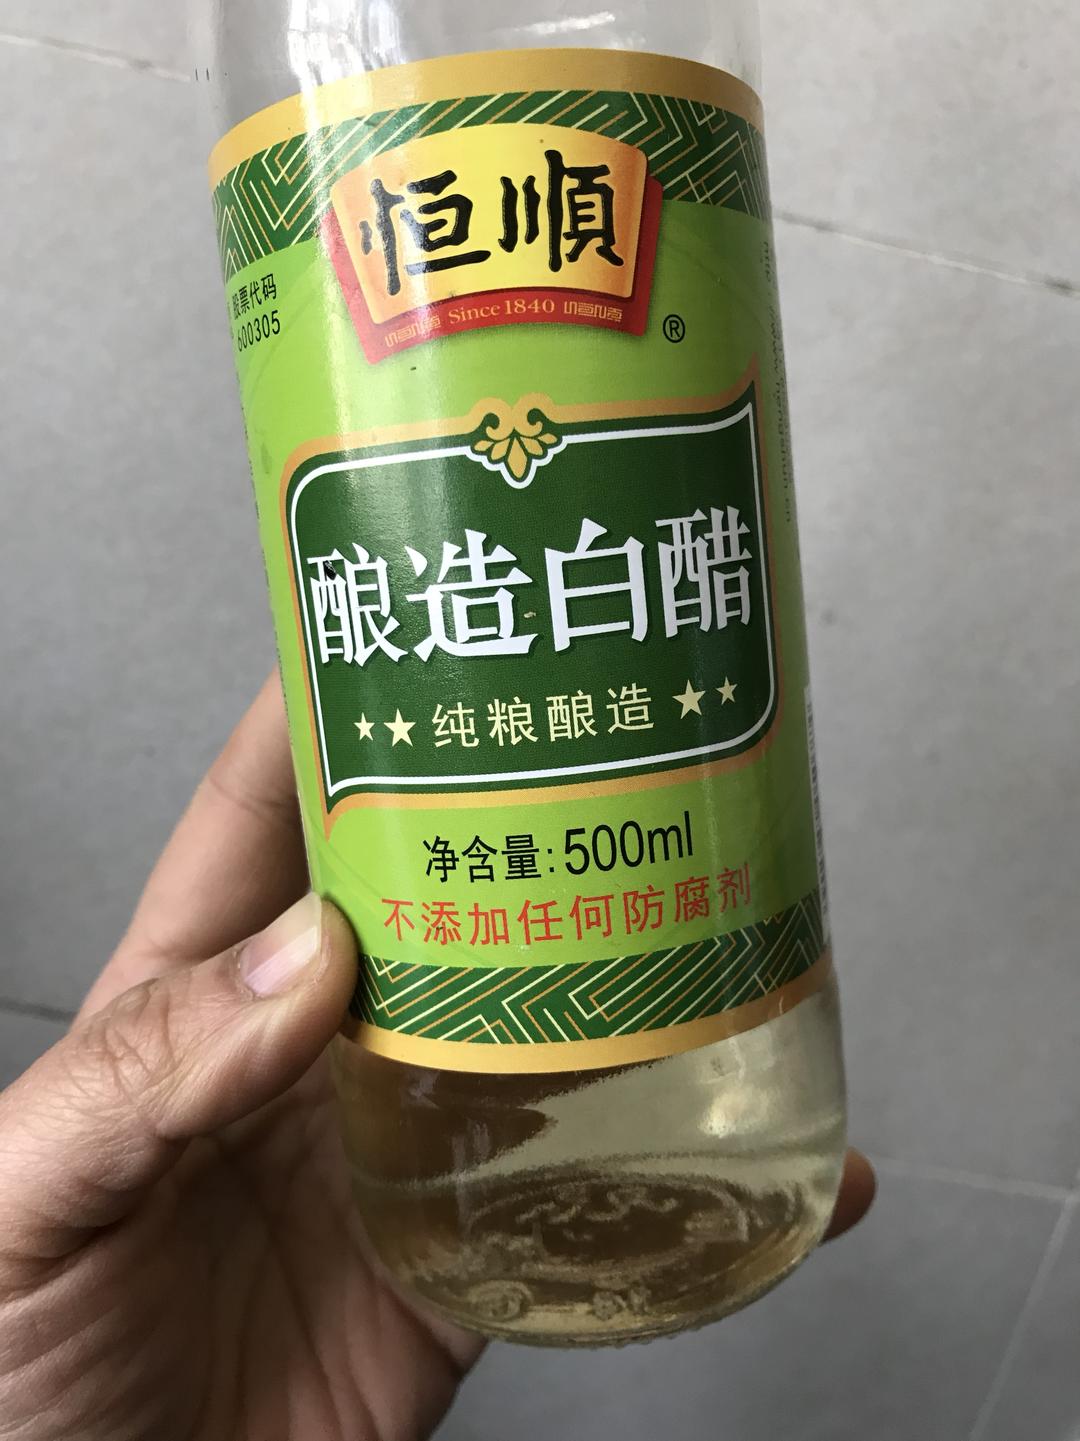 恒順
Since 1840
®
股票代码
600305
酿造白醋
纯粮酿造
净含量:500ml
不添加任何防腐剂